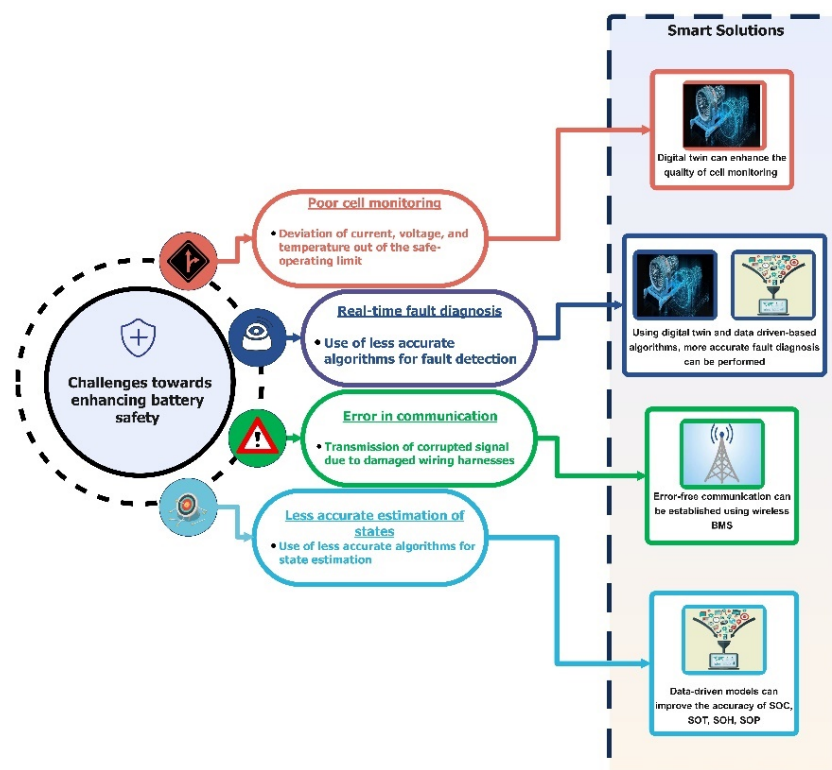 Smart Solutions
Digital twin can enhance the
quality of cell monitoring
Poor cell monitoring
• Deviation of current, voltage, and
temperature out of the safe-
operating limit
Real-time fault diagnosis
• Use of less accurate
algorithms for fault detection
Using digital twin and data driven-based
algorithms, more accurate fault diagnosis
can be performed
Challenges towards
enhancing battery
safety
Error in communication
• Transmission of corrupted signal
due to damaged wiring harnesses
Error-free communication can
be established using wireless
BMS
Less accurate estimation of
states
• Use of less accurate algorithms for
state estimation
Data-driven models can
improve the accuracy of SOC,
SOT, SOH, SOP